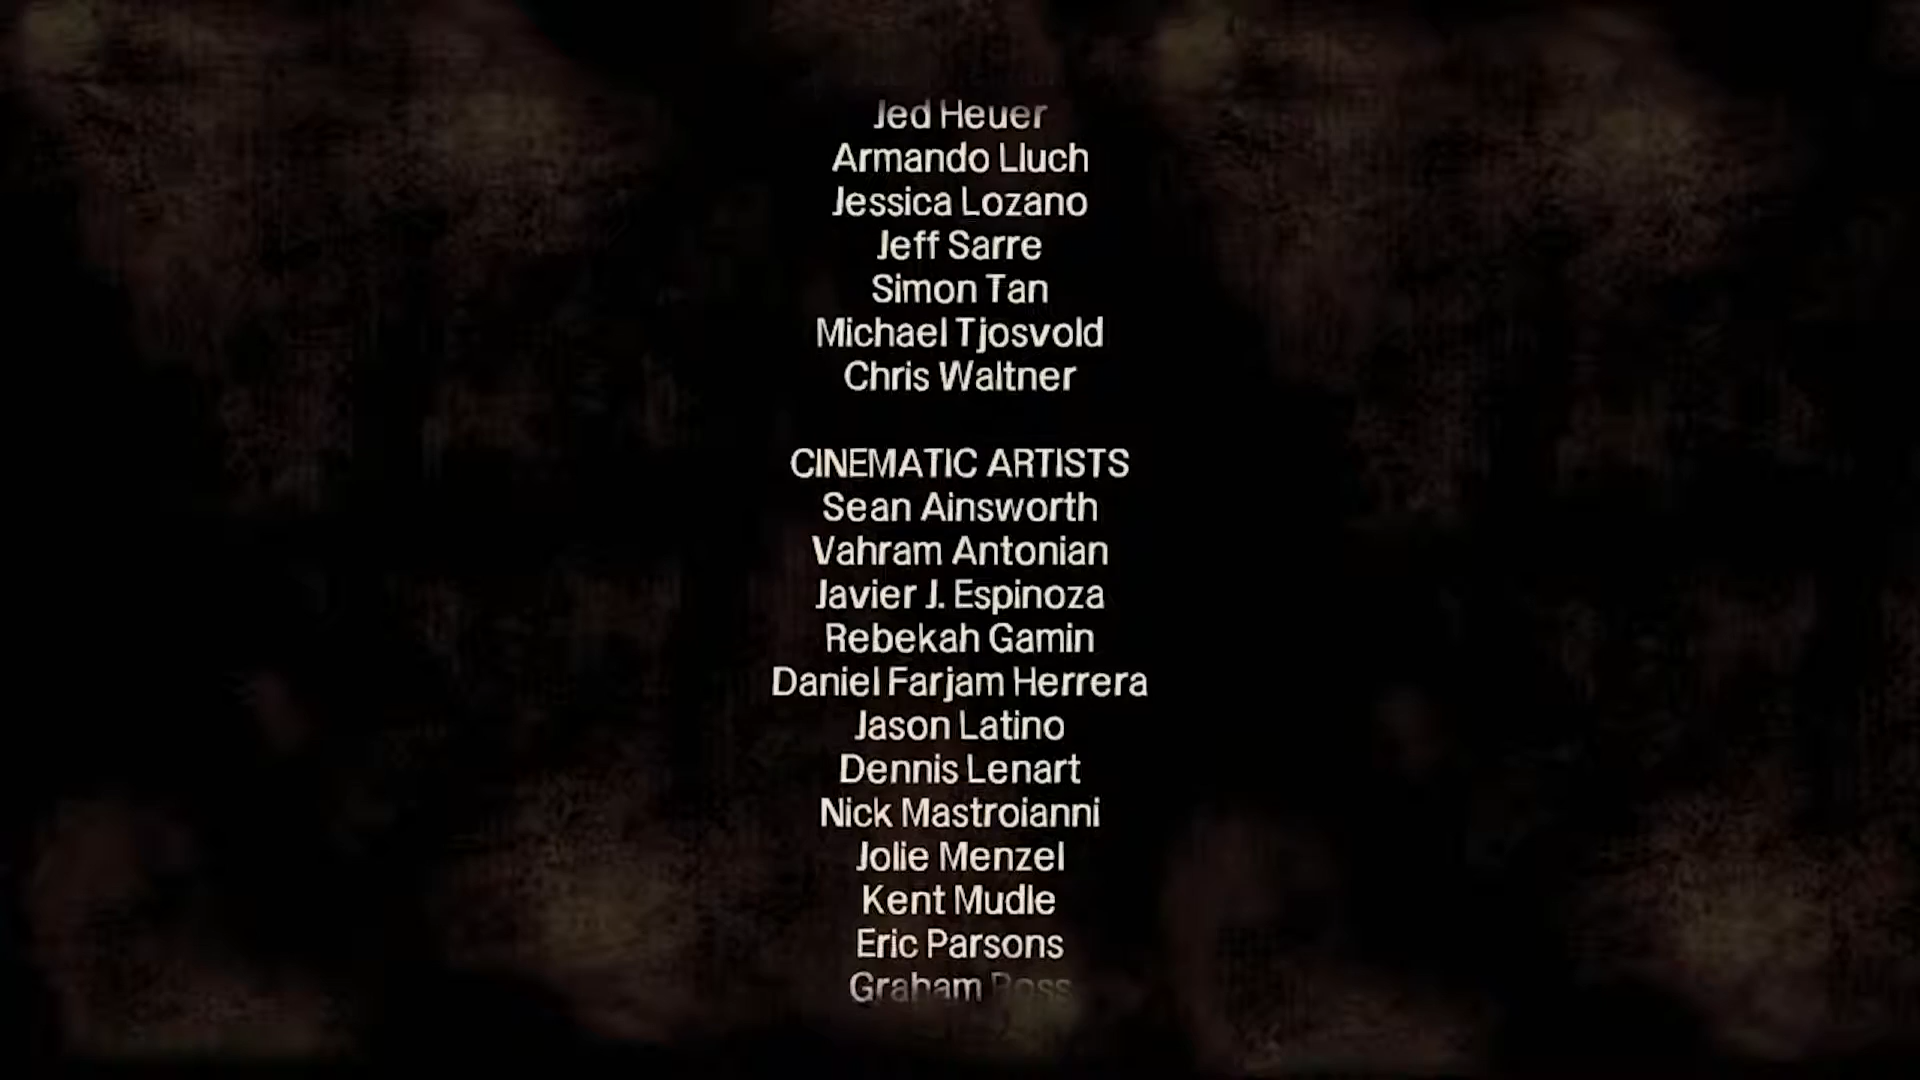 Jed Heuer
Armando Lluch
Jessica Lozano
Jeff Sarre
Simon Tan
Michael Tjosvold
Chris Waltner
CINEMATIC ARTISTS
Sean Ainsworth
Vahram Antonian
Javier J. Espinoza
Rebekah Gamin
Daniel Farjam Herrera
Jason Latino
Dennis Lenart
Nick Mastroianni
Jolie Menzel
Kent Mudle
Eric Parsons
Graham Ross